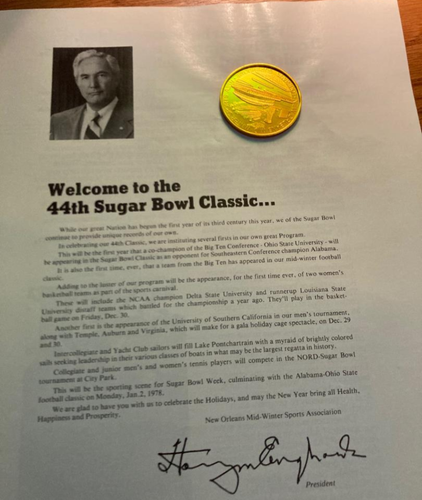 Welcome to the
44th Sugar Bowl Classic...
While our great Nation has begun the first year of its third century this year, we of the Sugar Bowl
continue to provide unique records of our own.
In celebrating our 44th Classic, we are instituting several firsts in our own great Program.
This will be the first year that a co-champion of the Big Ten Conference - Ohio State University - will
be appearing in the Sugar Bowl Classic as an opponent for Southeastern Conference champion Alabama.
It is also the first time, ever, that a team from the Big Ten has appeared in our mid-winter football
classic.
Adding to the luster of our program will be the appearance, for the first time ever, of two women's
basketball teams as part of the sports carnival.
These will include the NCAA champion Delta State University and runnerup Louisiana State
University distaff teams which battled for the championship a year ago. They'll play in the basket-
ball game on Friday, Dec. 30.
Another first is the appearance of the University of Southern California in our men's tournament,
along with Temple, Auburn and Virginia, which will make for a gala holiday cage spectacle, on Dec. 29
and 30.
Intercollegiate and Yacht Club sailors will fill Lake Pontchartrain with a myriad of brightly colored
sails seeking leadership in their various classes of boats in what may be the largest regatta in history.
Collegiate and junior men's and women's tennis players will compete in the NORD-Sugar Bowl
tournament at City Park.
This will be the sporting scene for Sugar Bowl Week, culminating with the Alabama-Ohio State
football classic on Monday, Jan. 2, 1978.
We are glad to have you with us to celebrate the Holidays, and may the New Year bring all Health,
Happiness and Prosperity.
New Orleans Mid-Winter Sports Association
President